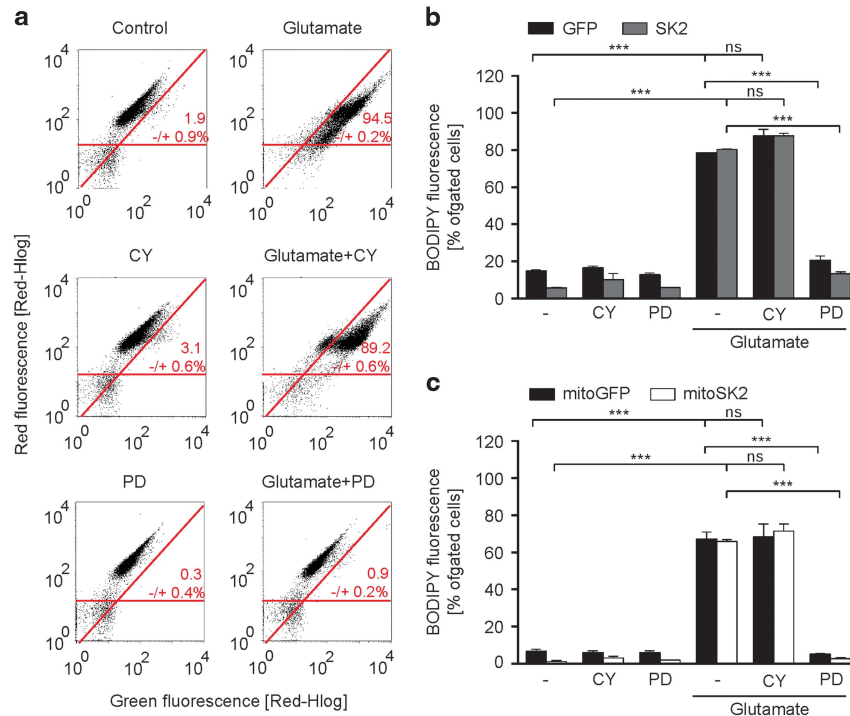 a
Control
Glutamate
10^4
10^2
10^0
1.9
-/+ 0.9%
10^0
10^2
10^4
10^4
10^2
10^0
94.5
-/+ 0.2%
10^0
10^2
10^4
CY
Glutamate+CY
10^4
10^2
10^0
3.1
-/+ 0.6%
10^0
10^2
10^4
10^4
10^2
10^0
89.2
-/+ 0.6%
10^0
10^2
10^4
PD
Glutamate+PD
10^4
10^2
10^0
0.3
-/+ 0.4%
10^0
10^2
10^4
10^4
10^2
10^0
0.9
-/+ 0.2%
10^0
10^2
10^4
Red fluorescence [Red-Hlog]
Green fluorescence [Red-Hlog]
b
GFP SK2
*** ns
***
*** ns
***
BODIPY fluorescence
[% ofgated cells]
120
100
80
60
40
20
0
- CY PD - CY PD
Glutamate
c
mitoGFP mitoSK2
*** ns
***
*** ns
***
BODIPY fluorescence
[% ofgated cells]
120
100
80
60
40
20
0
- CY PD - CY PD
Glutamate